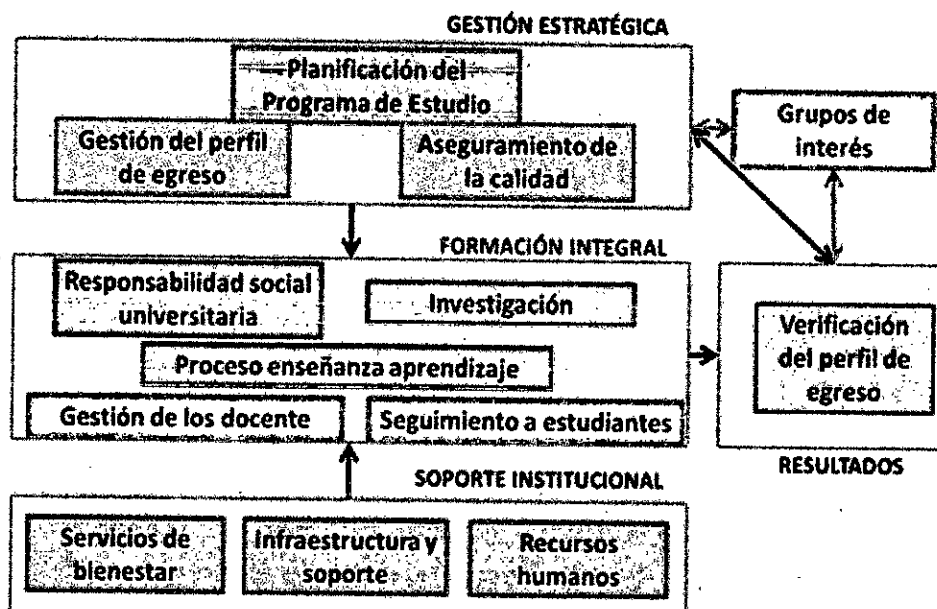 GESTIÓN ESTRATÉGICA
Planificación del
Programa de Estudio
Gestión del perfil
de egreso
Aseguramiento de
la calidad
Grupos de
interés
FORMACIÓN INTEGRAL
Responsabilidad social
universitaria
Investigación
Proceso enseñanza aprendizaje
Gestión de los docente
Seguimiento a estudiantes
Verificación
del perfil de
egreso
RESULTADOS
SOPORTE INSTITUCIONAL
Servicios de
bienestar
Infraestructura y
soporte
Recursos
humanos